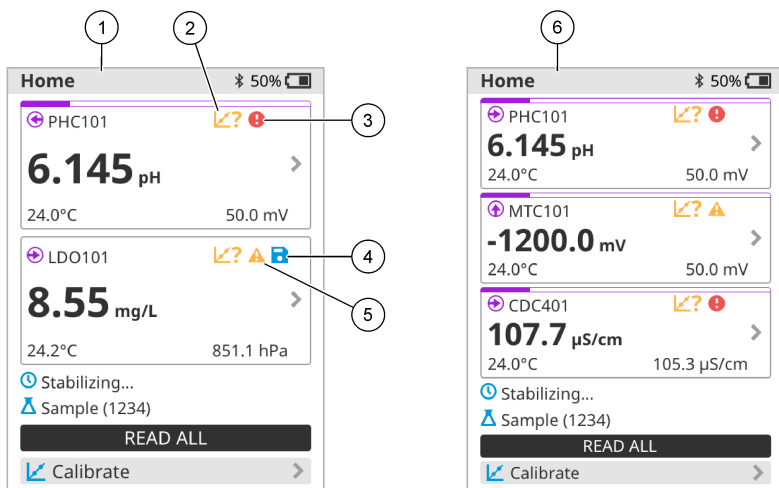 1
2
Home
50%
PHC101
?
3
6.145 pH
24.0°C 50.0 mV
LDO101
?
4
8.55 mg/L
5
24.2°C 851.1 hPa
Stabilizing...
Sample (1234)
READ ALL
Calibrate
6
Home
50%
PHC101
?
6.145 pH
24.0°C 50.0 mV
MTC101
?
-1200.0 mV
24.0°C 50.0 mV
CDC401
?
107.7 µS/cm
24.0°C 105.3 µS/cm
Stabilizing...
Sample (1234)
READ ALL
Calibrate